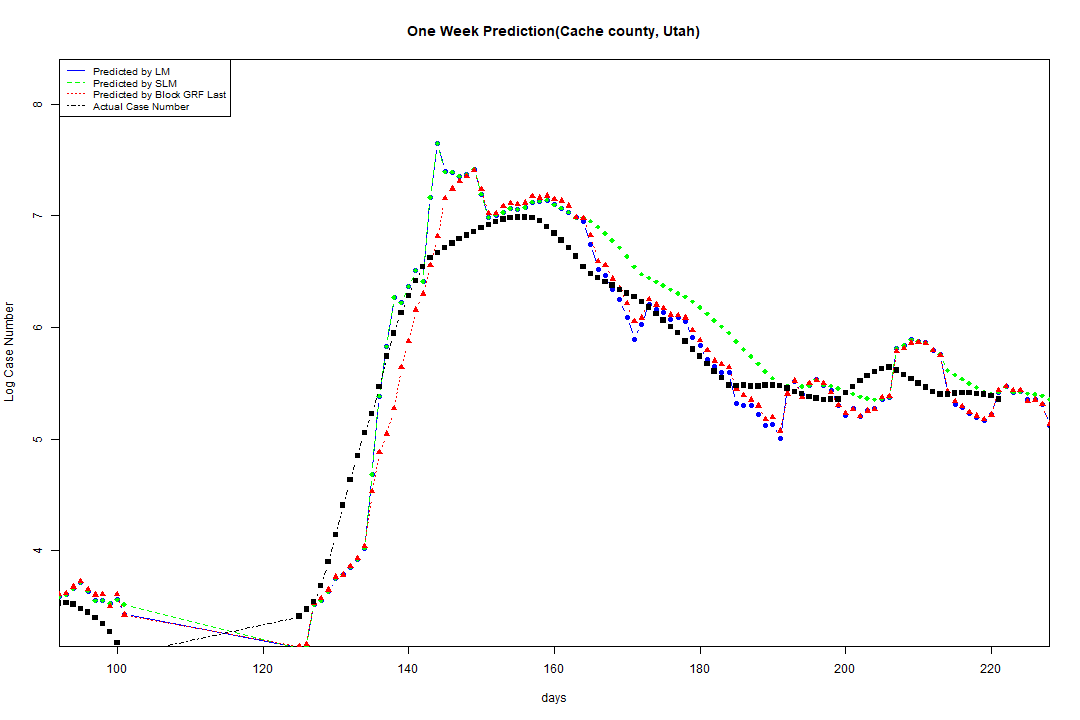 One Week Prediction(Cache county, Utah)
Predicted by LM
Predicted by SLM
Predicted by Block GRF Last
Actual Case Number
8
7
6
5
4
Log Case Number
100 120 140 160 180 200 220
days